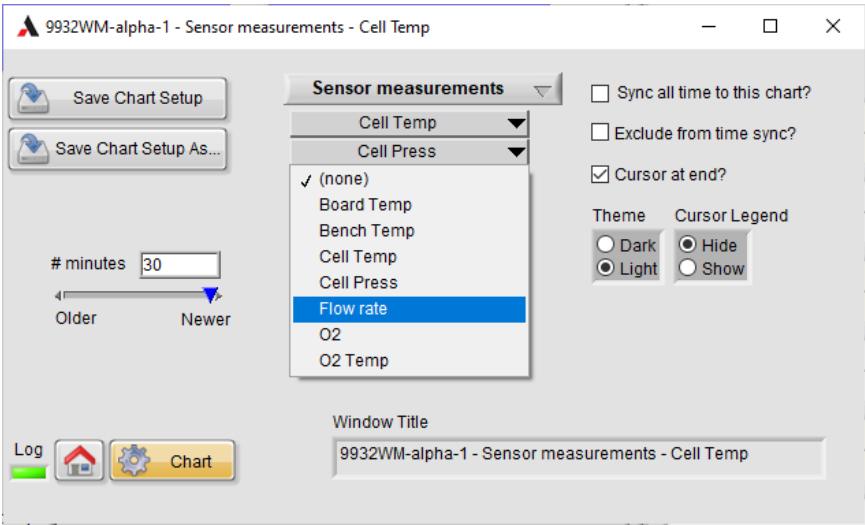 9932WM-alpha-1 - Sensor measurements - Cell Temp
Save Chart Setup
Save Chart Setup As...
# minutes 30
Older Newer
Sensor measurements
Cell Temp
Cell Press
(none)
Board Temp
Bench Temp
Cell Temp
Cell Press
Flow rate
O2
O2 Temp
Sync all time to this chart?
Exclude from time sync?
Cursor at end?
Theme Cursor Legend
Dark Hide
Light Show
Window Title
9932WM-alpha-1 - Sensor measurements - Cell Temp
Log
Chart